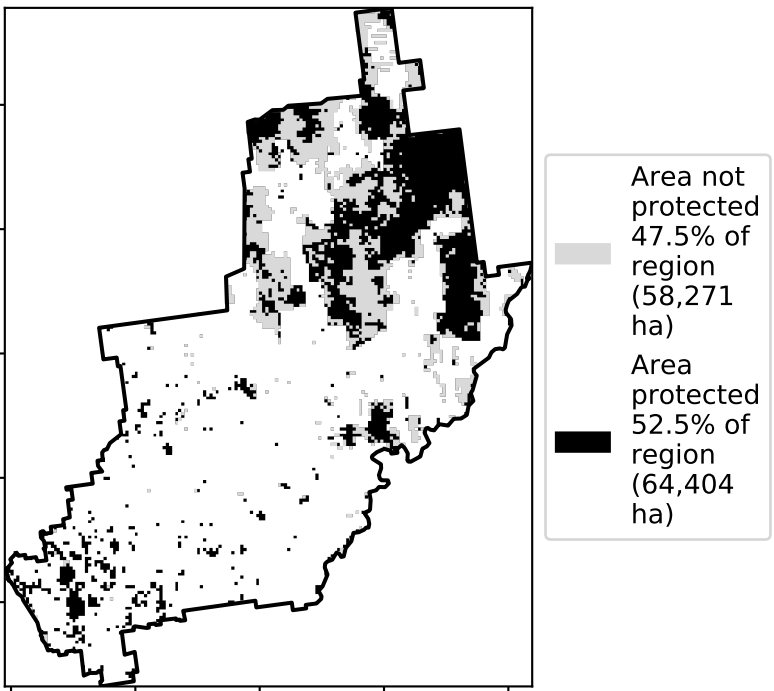 Area not
protected
47.5% of
region
(58,271
ha)
Area
protected
52.5% of
region
(64,404
ha)